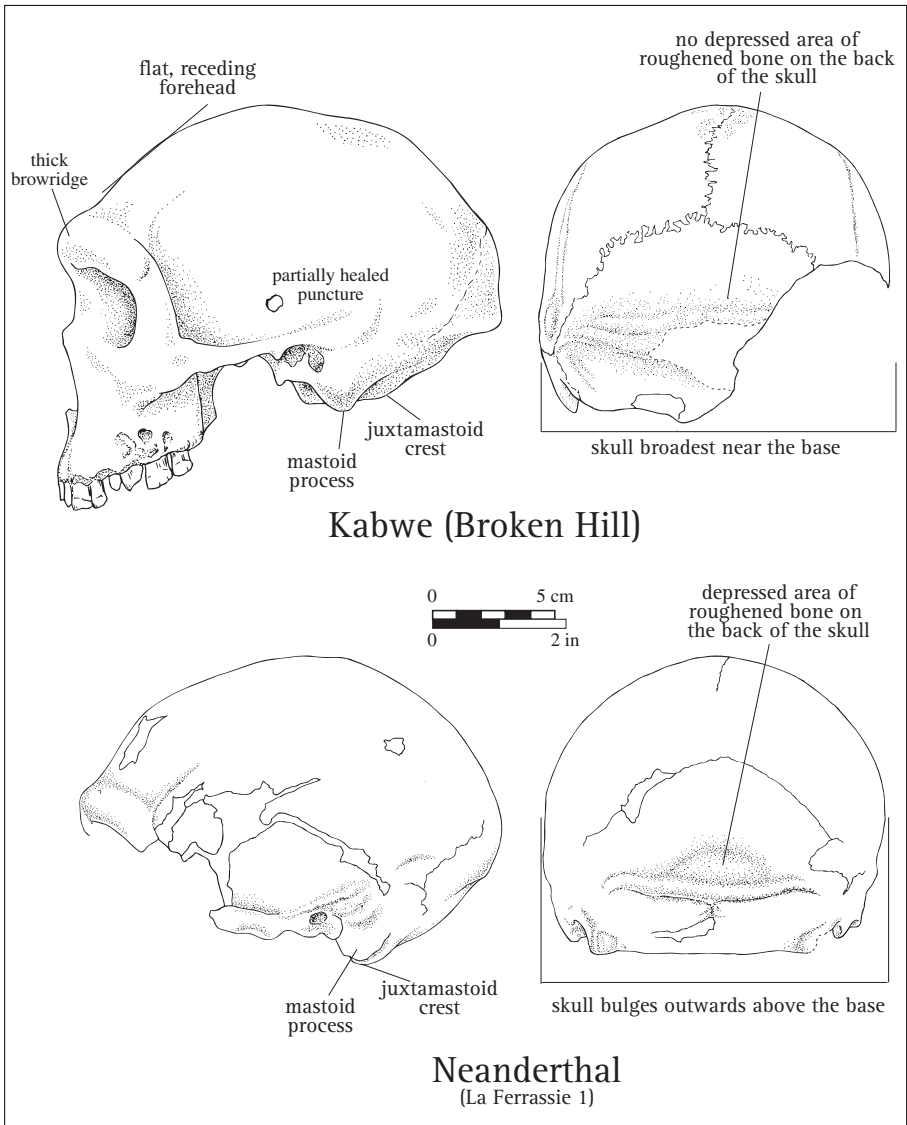 flat, receding
forehead
thick
browridge
no depressed area of
roughened bone on the back
of the skull
partially healed
puncture
juxtamastoid
crest
mastoid
process
skull broadest near the base
Kabwe (Broken Hill)
0 5 cm
0 2 in
depressed area of
roughened bone on
the back of the skull
juxtamastoid
crest
mastoid
process
skull bulges outwards above the base
Neanderthal
(La Ferrassie 1)